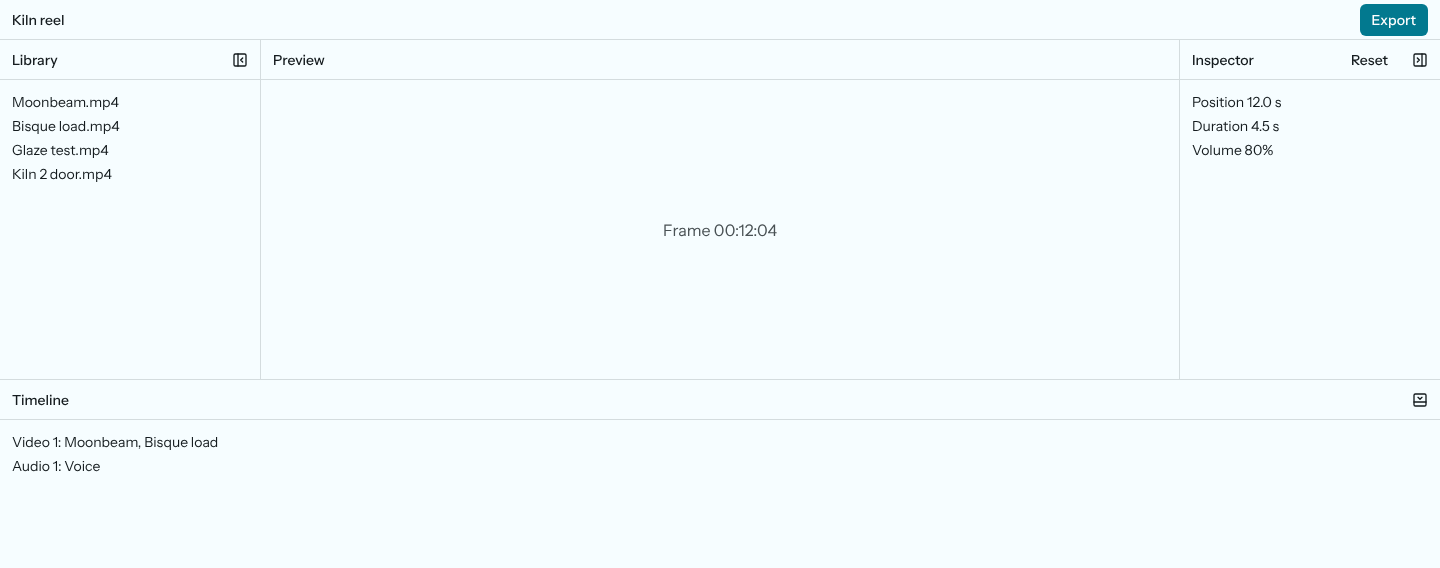 Kiln reel
Export
Library
Preview
Inspector
Reset
Moonbeam.mp4
Bisque load.mp4
Glaze test.mp4
Kiln 2 door.mp4
Frame 00:12:04
Position 12.0 s
Duration 4.5 s
Volume 80%
Timeline
Video 1: Moonbeam, Bisque load
Audio 1: Voice